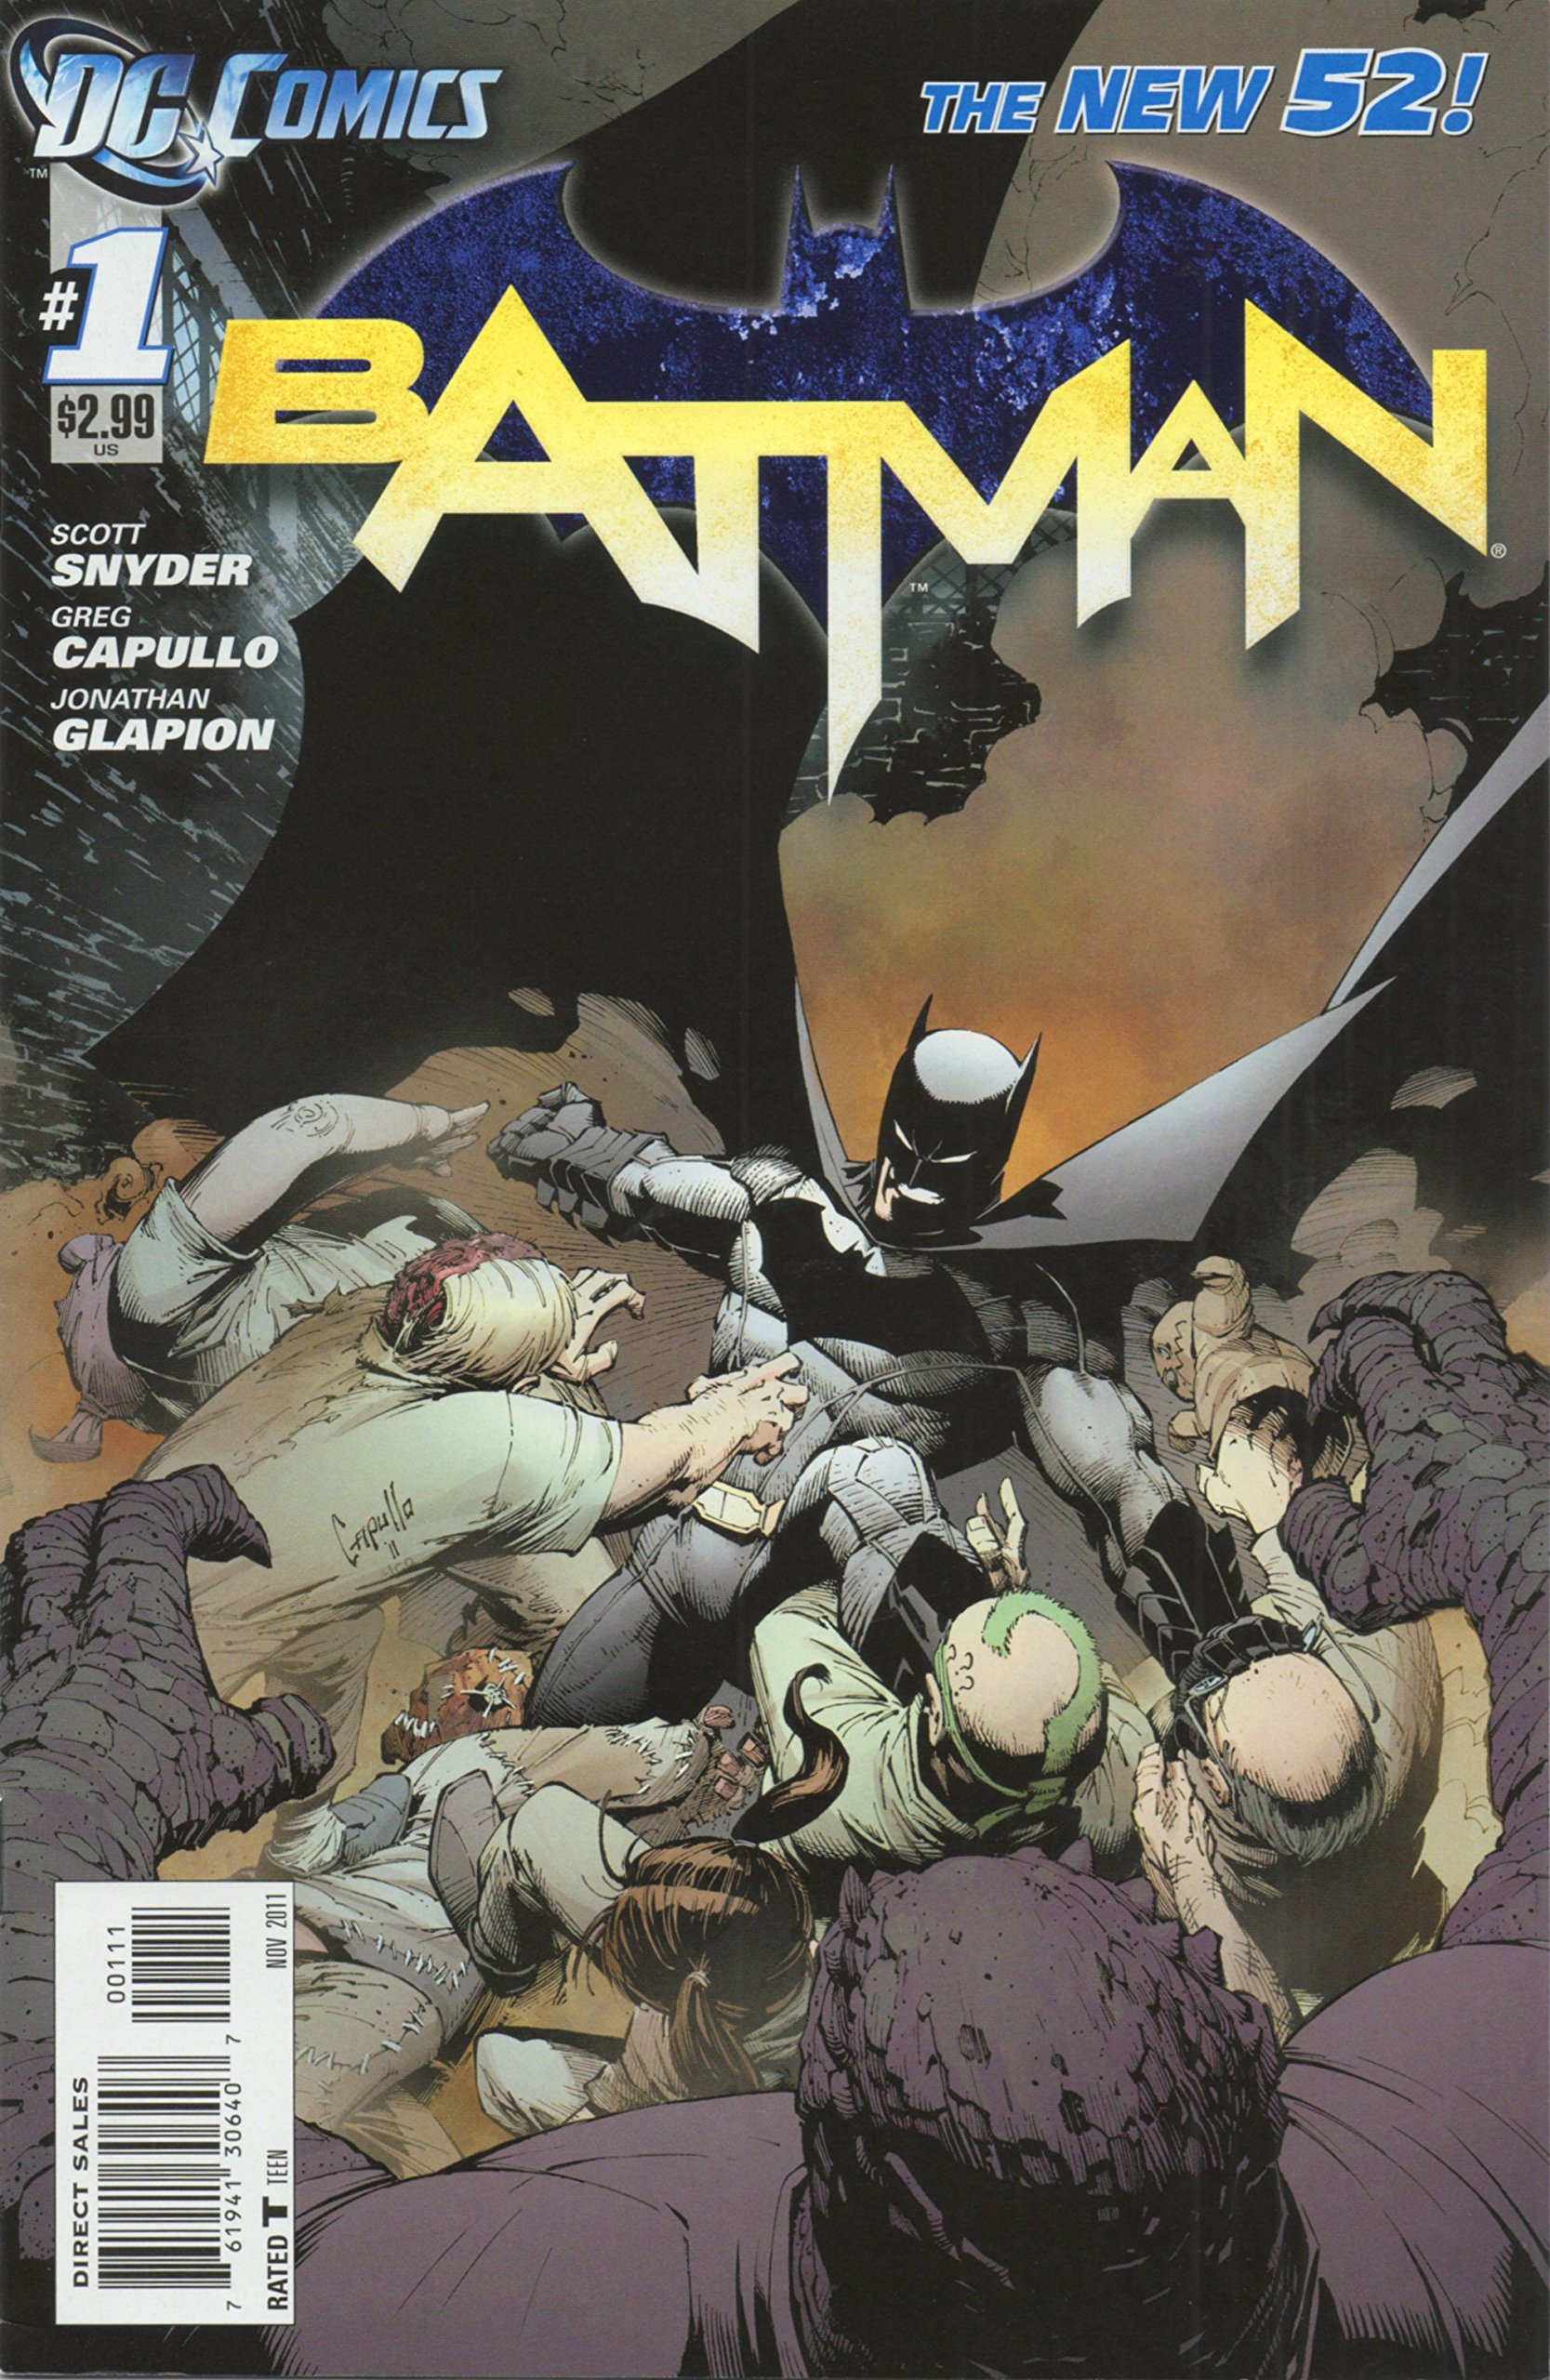 DC COMICS
™
THE NEW 52!
#1
$2.99
US
BATMAN
®
™
SCOTT
SNYDER
GREG
CAPULLO
JONATHAN
GLAPION
Capullo
'11
00111
NOV 2011
DIRECT SALES
7 61941 30640 7
RATED T TEEN